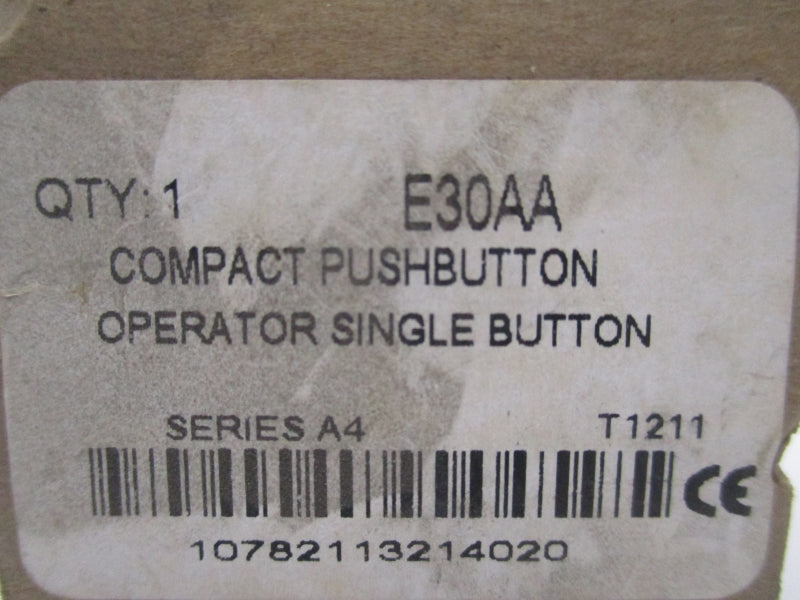 QTY: 1 E30AA
COMPACT PUSHBUTTON
OPERATOR SINGLE BUTTON
SERIES A4 T1211
CE
10782113214020